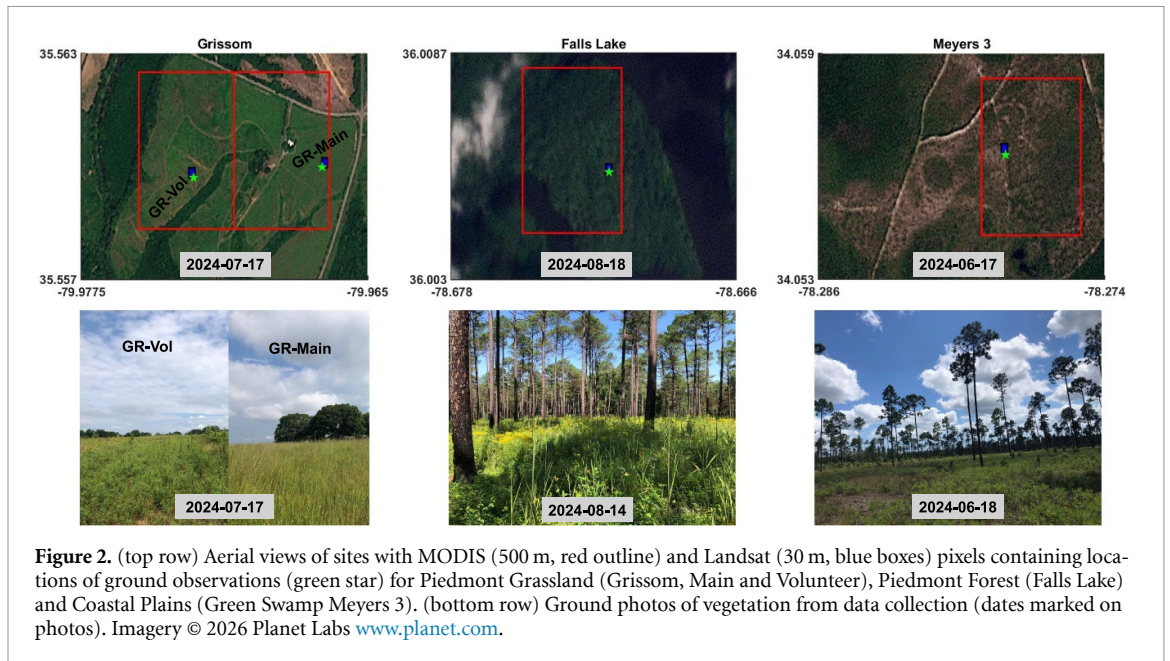 Grissom
Falls Lake
Meyers 3
35.563
36.0087
34.059
GR-Main
GR-Vol
2024-07-17
2024-08-18
2024-06-17
35.557
36.003
34.053
-79.9775
-79.965
-78.678
-78.666
-78.286
-78.274
GR-Vol
GR-Main
2024-07-17
2024-08-14
2024-06-18
Figure 2. (top row) Aerial views of sites with MODIS (500 m, red outline) and Landsat (30 m, blue boxes) pixels containing loca-
tions of ground observations (green star) for Piedmont Grassland (Grissom, Main and Volunteer), Piedmont Forest (Falls Lake)
and Coastal Plains (Green Swamp Meyers 3). (bottom row) Ground photos of vegetation from data collection (dates marked on
photos). Imagery © 2026 Planet Labs www.planet.com.